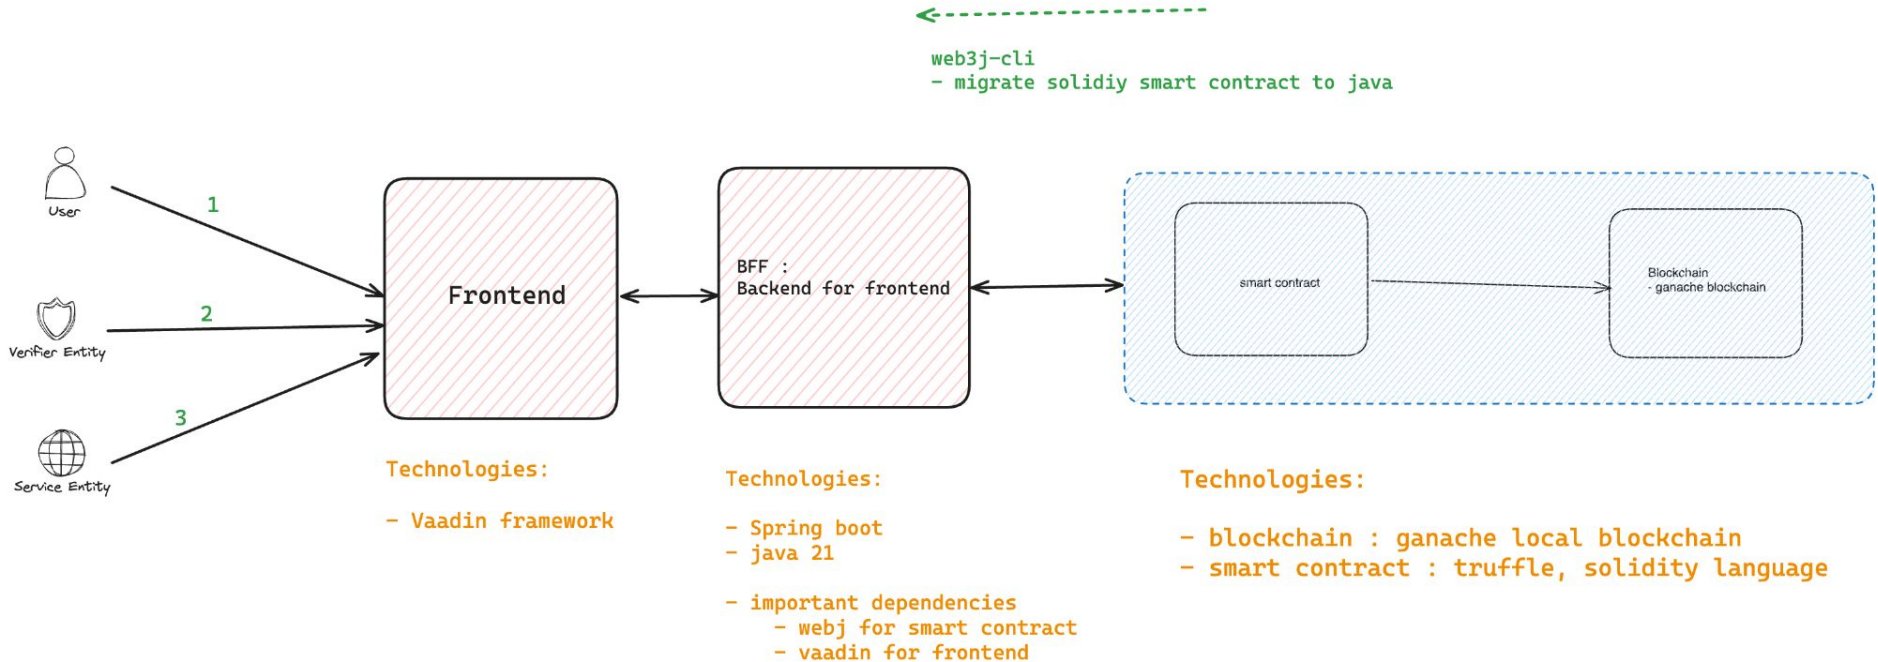 web3j-cli
- migrate solidiy smart contract to java
User
1
Verifier Entity
2
Service Entity
3
Frontend
BFF :
Backend for frontend
smart contract
Blockchain
- ganache blockchain
Technologies:
- Vaadin framework
Technologies:
- Spring boot
- java 21
- important dependencies
- webj for smart contract
- vaadin for frontend
Technologies:
- blockchain : ganache local blockchain
- smart contract : truffle, solidity language